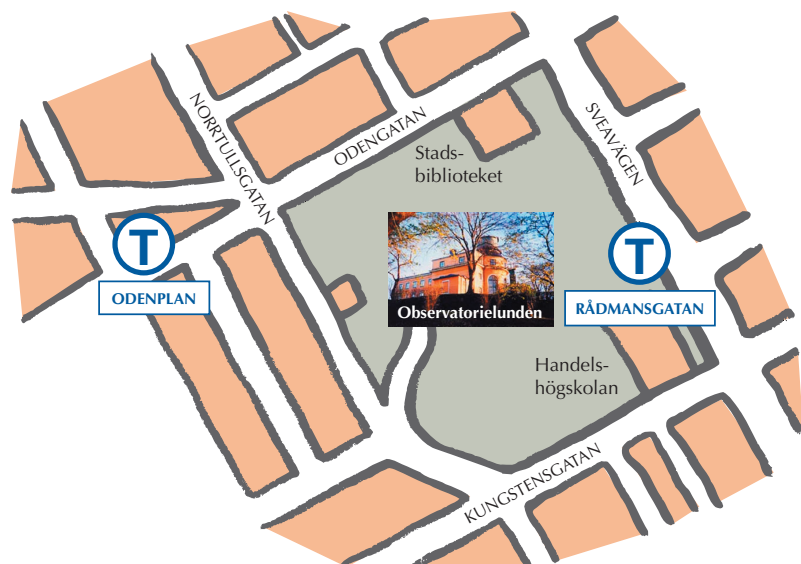 NORRTULLSGATAN
ODENGATAN
SVEAVÄGEN
Stads-
biblioteket
T
ODENPLAN
T
RÅDMANSGATAN
Observatorielunden
Handels-
högskolan
KUNGSTENSGATAN